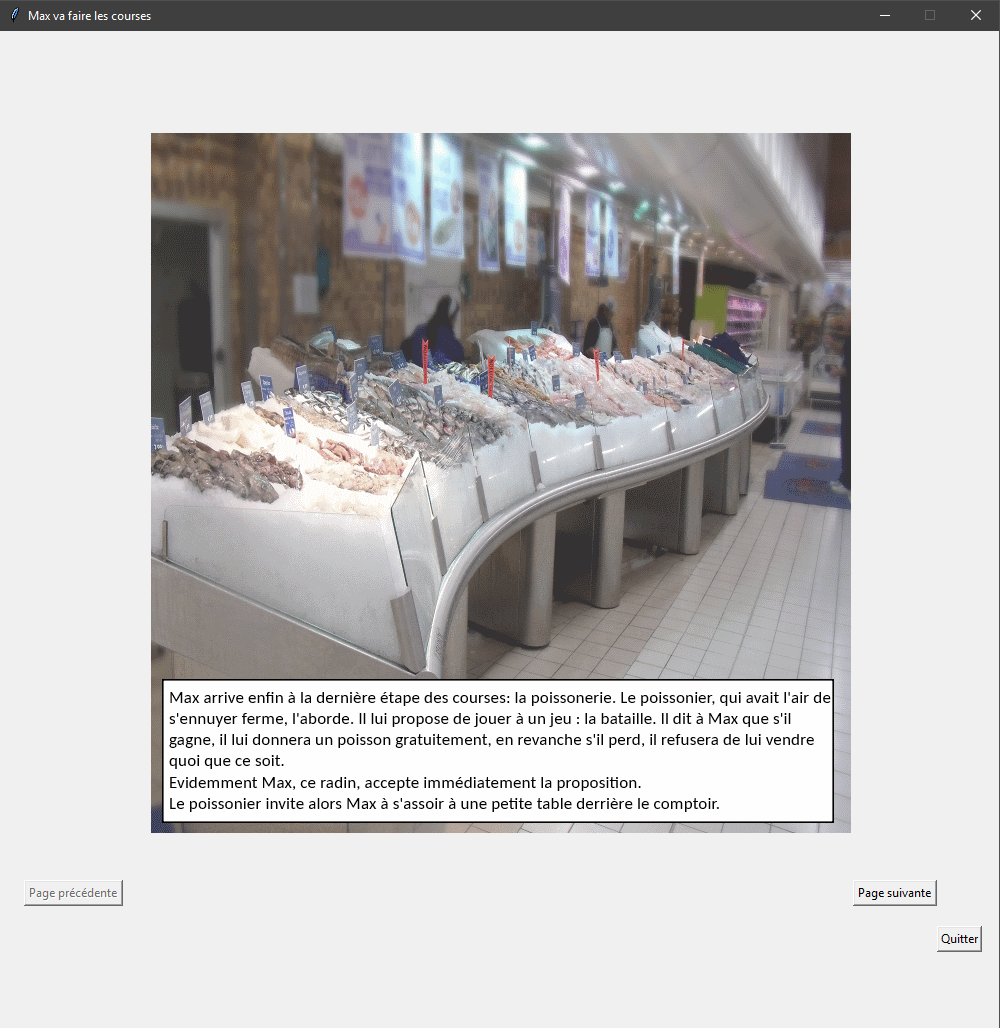 Max va faire les courses
Max arrive enfin à la dernière étape des courses: la poissonerie. Le poissonier, qui avait l'air de
s'ennuyer ferme, l'aborde. Il lui propose de jouer à un jeu : la bataille. Il dit à Max que s'il
gagne, il lui donnera un poisson gratuitement, en revanche s'il perd, il refusera de lui vendre
quoi que ce soit.
Evidemment Max, ce radin, accepte immédiatement la proposition.
Le poissonier invite alors Max à s'assoir à une petite table derrière le comptoir.
Page précédente
Page suivante
Quitter